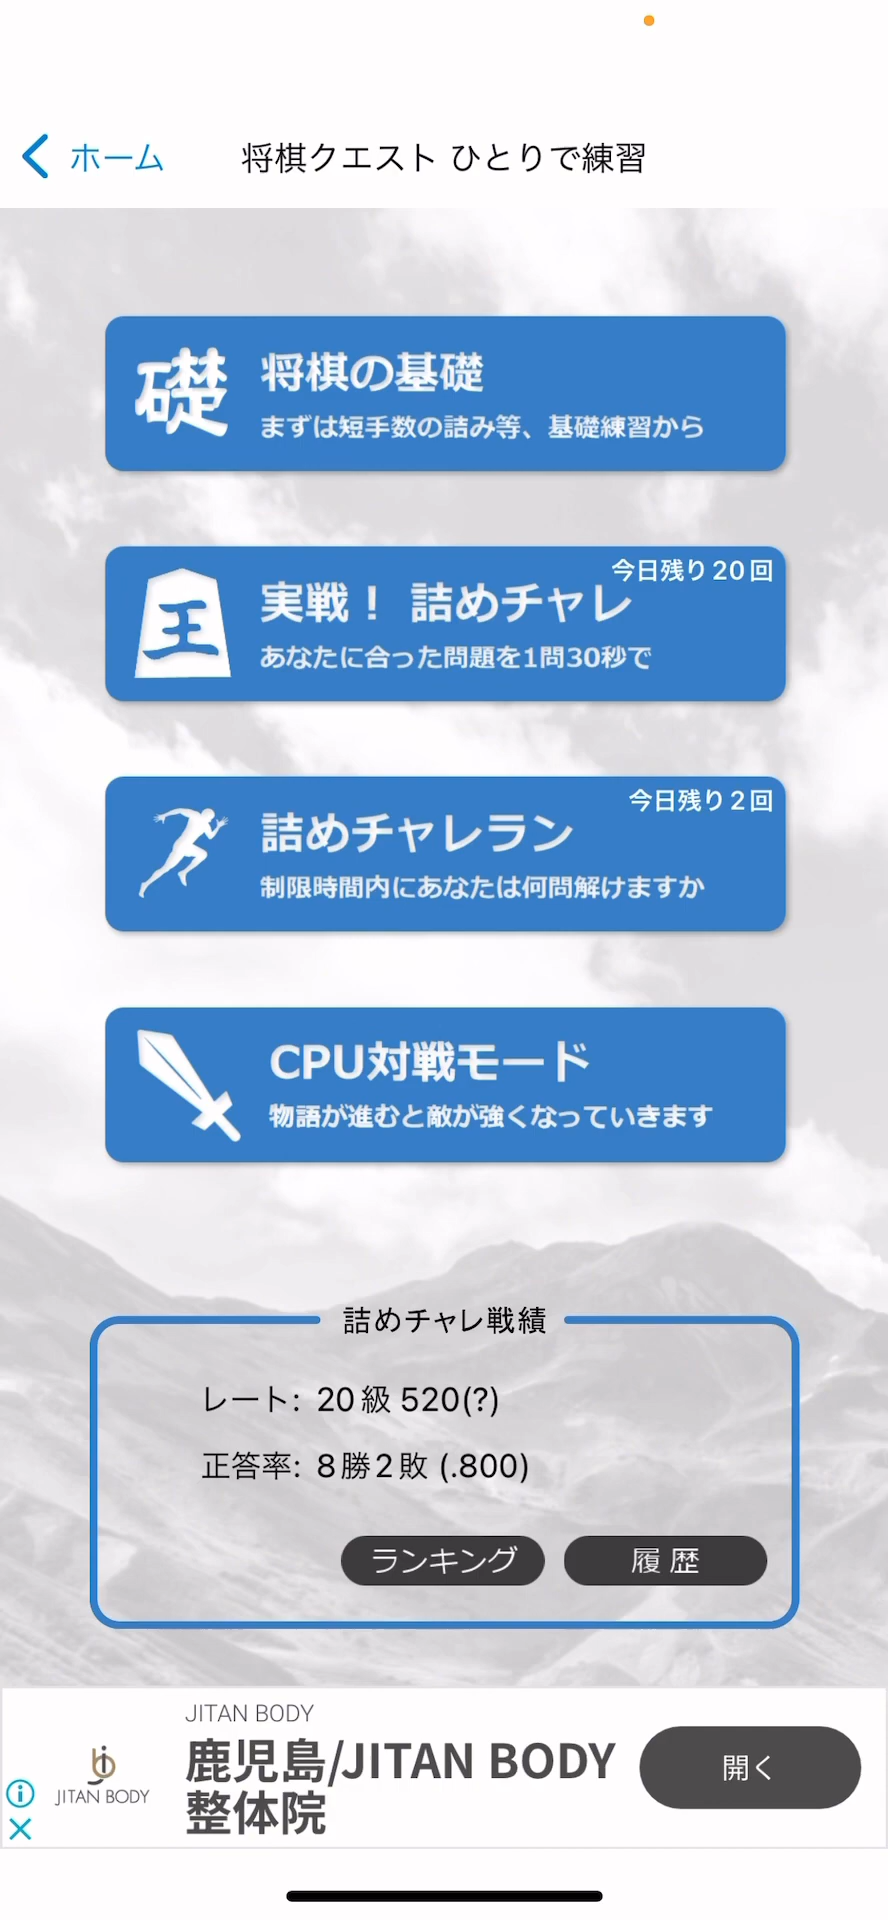 ホーム
将棋クエスト ひとりで練習
礎
将棋の基礎
まずは短手数の詰み等、基礎練習から
今日残り20回
王
実戦！ 詰めチャレ
あなたに合った問題を1問30秒で
今日残り2回
詰めチャレラン
制限時間内にあなたは何問解けますか
CPU対戦モード
物語が進むと敵が強くなっていきます
詰めチャレ戦績
レート: 20級 520(?)
正答率: 8勝2敗 (.800)
ランキング
履歴
JITAN BODY
鹿児島/JITAN BODY
整体院
JITAN BODY
開く